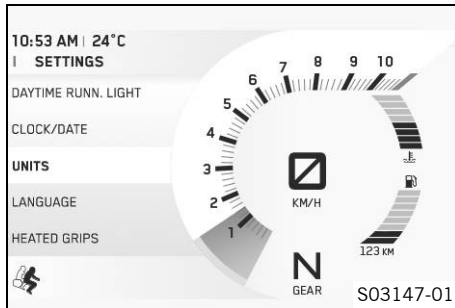 10:53 AM | 24°C
SETTINGS
DAYTIME RUNN. LIGHT
CLOCK/DATE
UNITS
LANGUAGE
HEATED GRIPS
1
2
3
4
5
6
7
8
9
10
0
KM/H
N
GEAR
123 KM
S03147-01